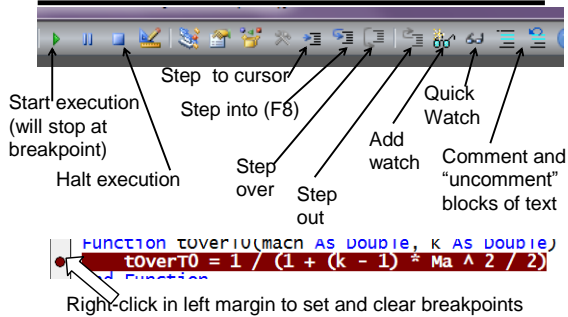 Step to cursor
Start execution
(will stop at
breakpoint)
Step into (F8)
Quick
Watch
Add
watch
Halt execution
Step
over
Step
out
Comment and
“uncomment”
blocks of text
Function tOverT0(mach As Double, k As Double)
tOverT0 = 1 / (1 + (k - 1) * Ma ^ 2 / 2)
End Function
Right-click in left margin to set and clear breakpoints